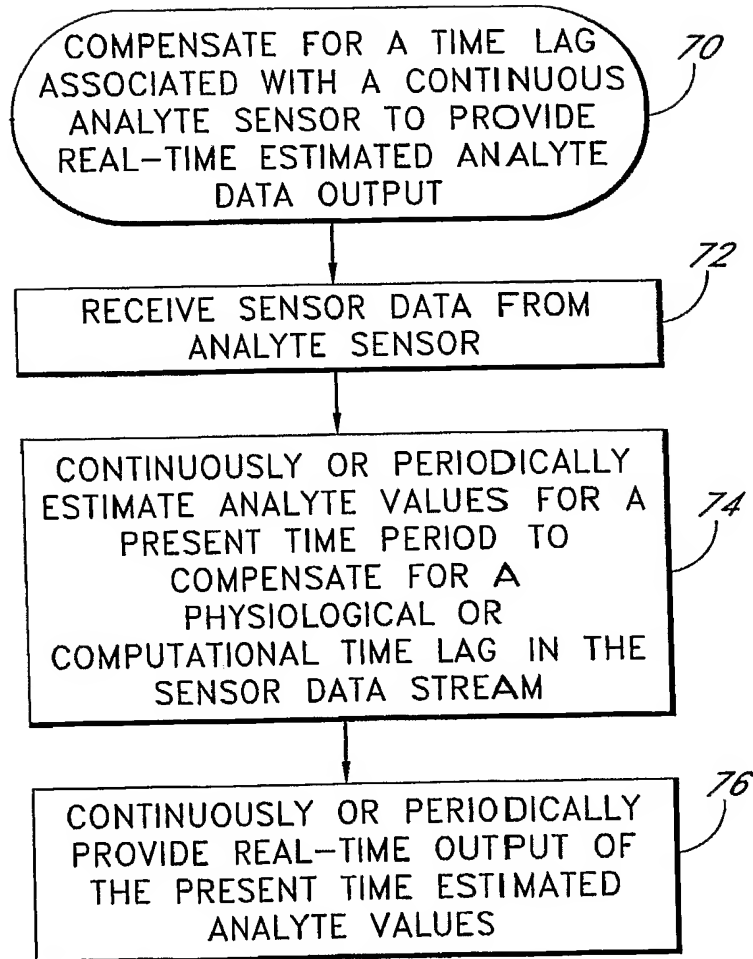 COMPENSATE FOR A TIME LAG
ASSOCIATED WITH A CONTINUOUS
ANALYTE SENSOR TO PROVIDE
REAL-TIME ESTIMATED ANALYTE
DATA OUTPUT
70
RECEIVE SENSOR DATA FROM
ANALYTE SENSOR
72
CONTINUOUSLY OR PERIODICALLY
ESTIMATE ANALYTE VALUES FOR A
PRESENT TIME PERIOD TO
COMPENSATE FOR A
PHYSIOLOGICAL OR
COMPUTATIONAL TIME LAG IN THE
SENSOR DATA STREAM
74
CONTINUOUSLY OR PERIODICALLY
PROVIDE REAL-TIME OUTPUT OF
THE PRESENT TIME ESTIMATED
ANALYTE VALUES
76